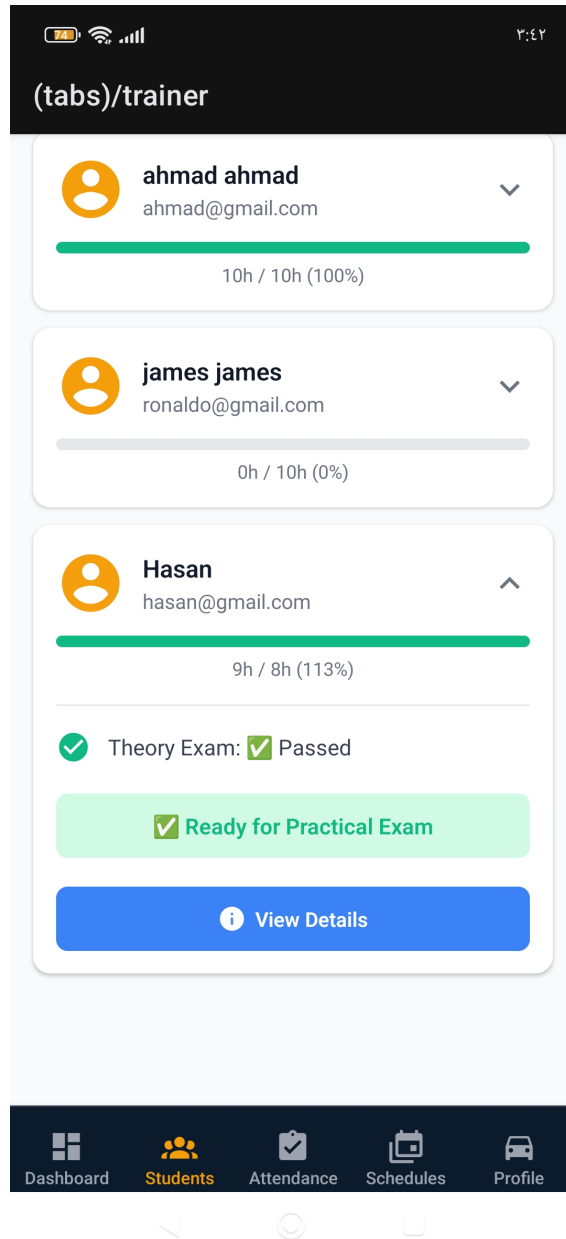 74
٣:٤٢
(tabs)/trainer
ahmad ahmad
ahmad@gmail.com
10h / 10h (100%)
james james
ronaldo@gmail.com
0h / 10h (0%)
Hasan
hasan@gmail.com
9h / 8h (113%)
Theory Exam: ✅ Passed
✅ Ready for Practical Exam
View Details
Dashboard
Students
Attendance
Schedules
Profile